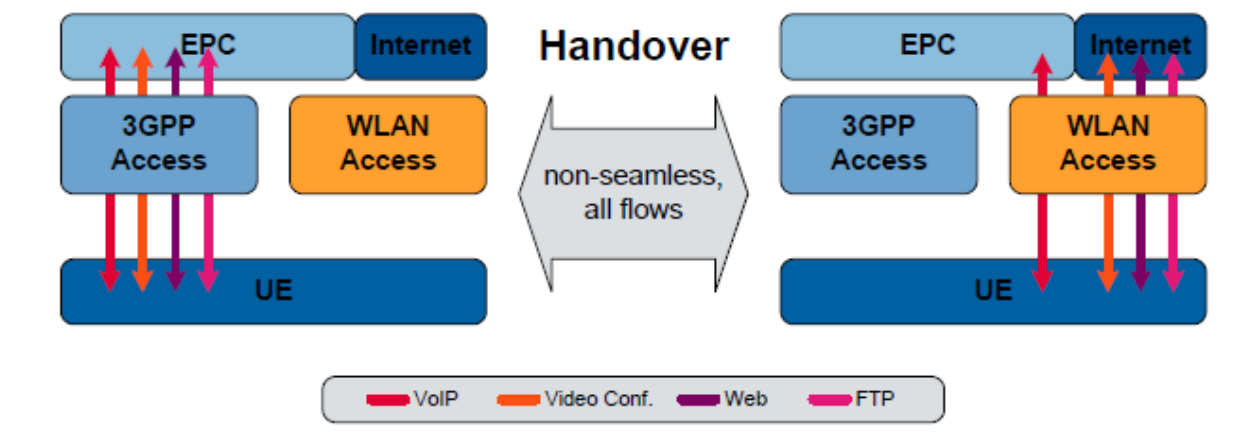 EPC
Internet
3GPP
Access
WLAN
Access
UE
Handover
non-seamless,
all flows
EPC
Internet
3GPP
Access
WLAN
Access
UE
VoIP
Video Conf.
Web
FTP